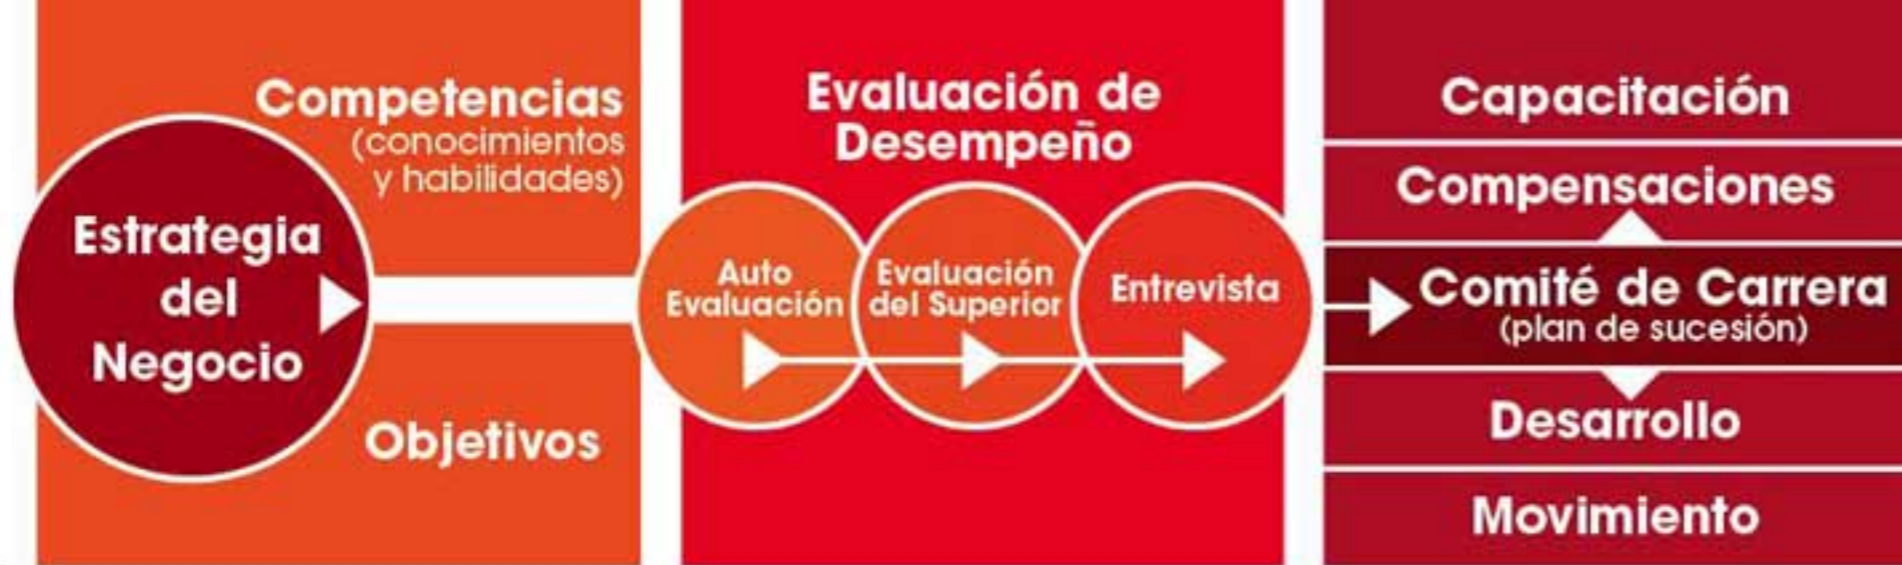 Competencias
(conocimientos
y habilidades)
Estrategia
del
Negocio
Objetivos
Evaluación de
Desempeño
Auto
Evaluación
Evaluación
del Superior
Entrevista
Capacitación
Compensaciones
Comité de Carrera
(plan de sucesión)
Desarrollo
Movimiento